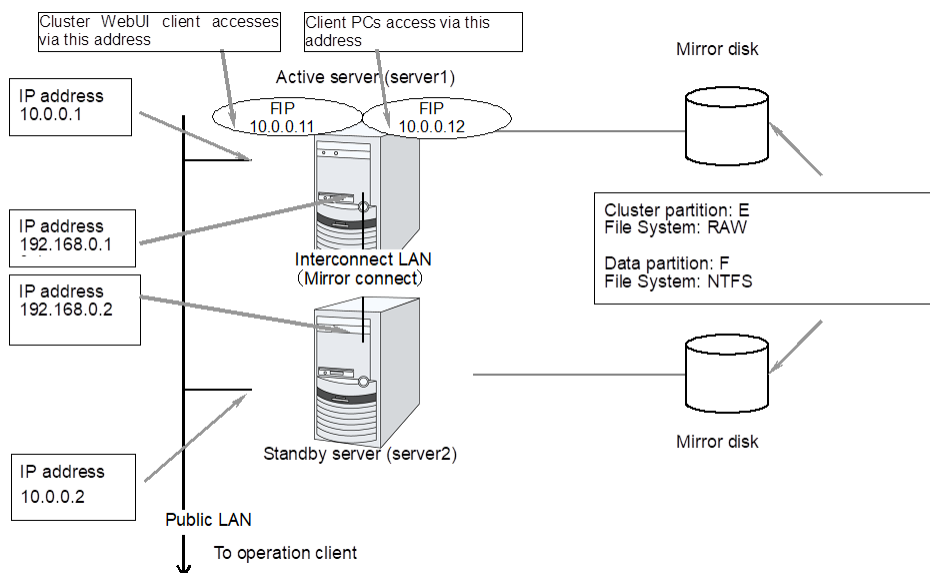 Cluster WebUI client accesses
via this address
Client PCs access via this
address
Mirror disk
Active server (server1)
IP address
10.0.0.1
FIP
10.0.0.11
FIP
10.0.0.12
IP address
192.168.0.1
Cluster partition: E
File System: RAW
Data partition: F
File System: NTFS
Interconnect LAN
(Mirror connect)
IP address
192.168.0.2
Mirror disk
Standby server (server2)
IP address
10.0.0.2
Public LAN
To operation client